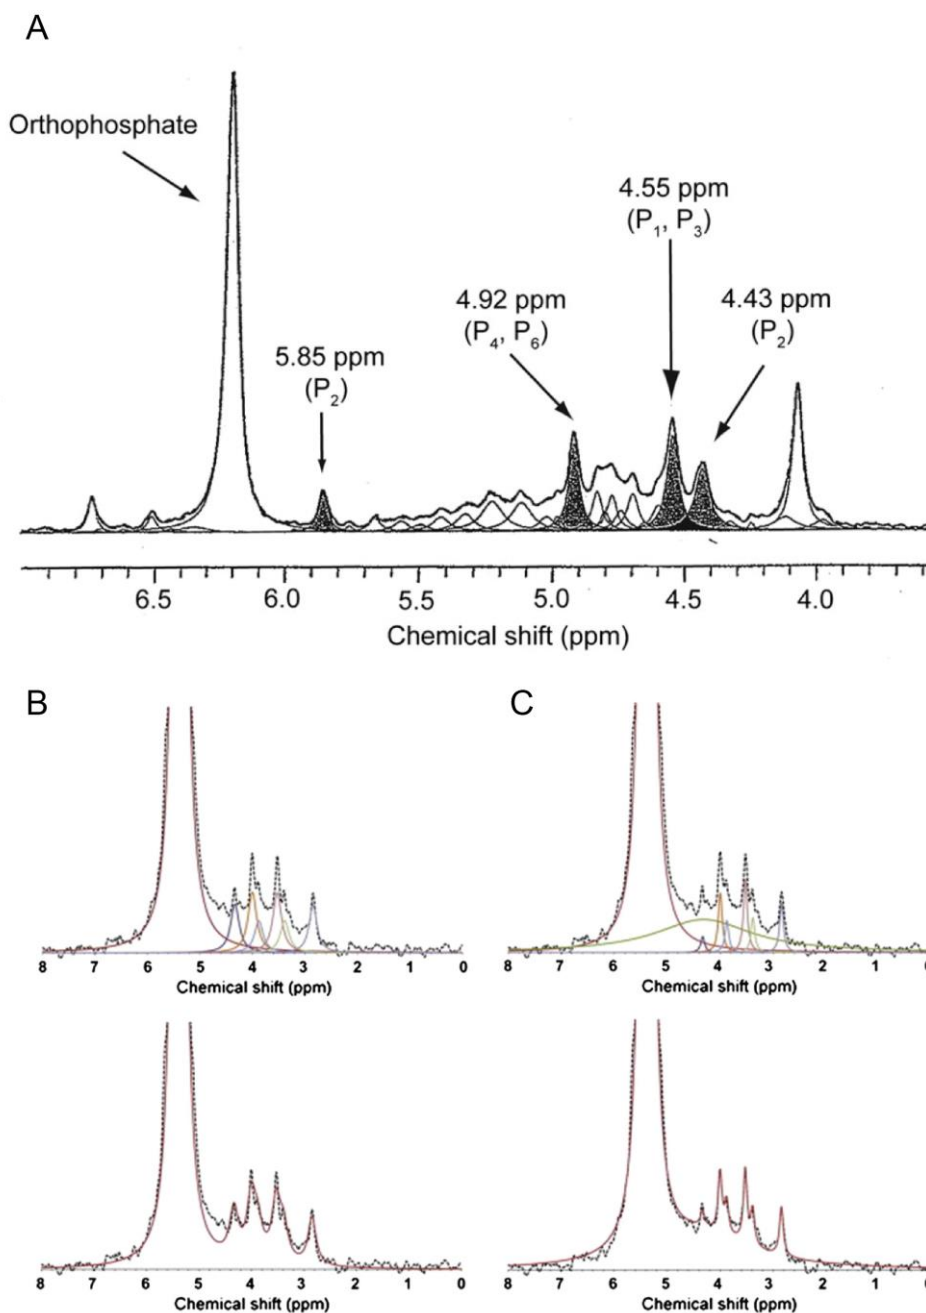 A
Orthophosphate
5.85 ppm
(P₂)
4.92 ppm
(P₄, P₆)
4.55 ppm
(P₁, P₃)
4.43 ppm
(P₂)
6.5 6.0 5.5 5.0 4.5 4.0
Chemical shift (ppm)
B
C
8 7 6 5 4 3 2 1 0
Chemical shift (ppm)
8 7 6 5 4 3 2 1 0
Chemical shift (ppm)
8 7 6 5 4 3 2 1 0
Chemical shift (ppm)
8 7 6 5 4 3 2 1 0
Chemical shift (ppm)